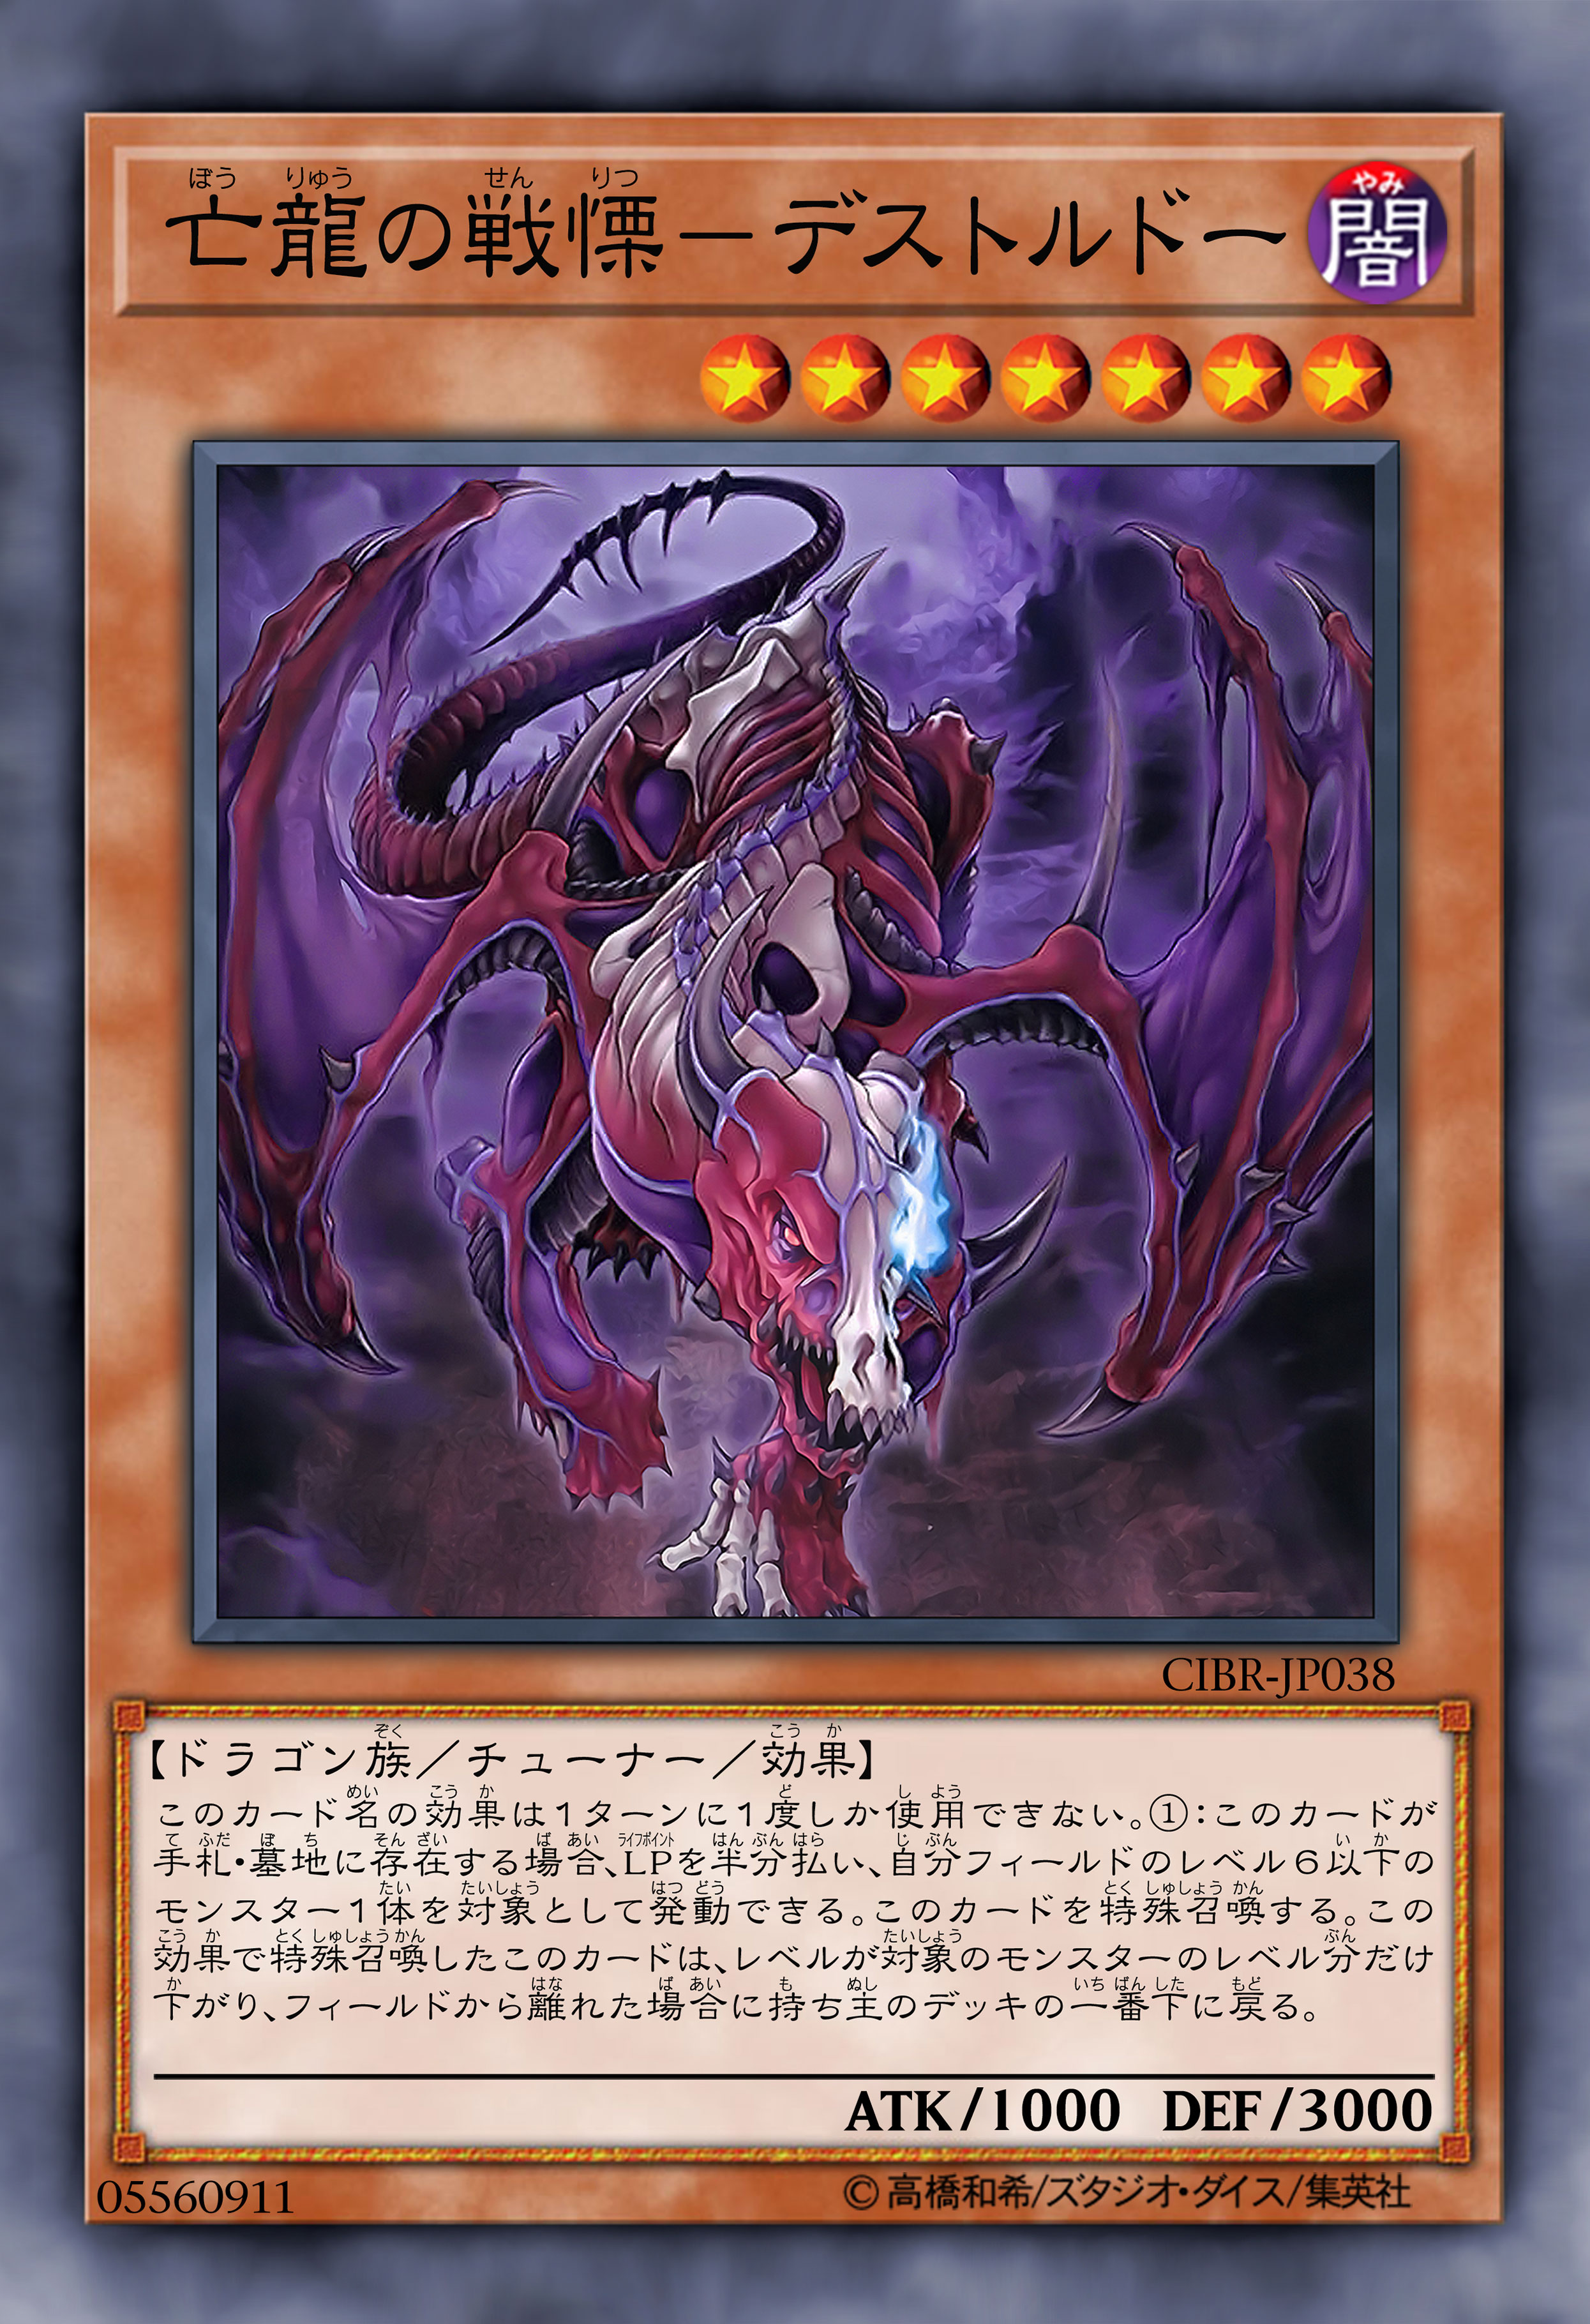 亡龍の戦慄－デストルドー
闇
CIBR-JP038
【ドラゴン族／チューナー／効果】
このカード名の効果は１ターンに１度しか使用できない。①：このカードが
手札・墓地に存在する場合、LPを半分払い、自分フィールドのレベル６以下の
モンスター１体を対象として発動できる。このカードを特殊召喚する。この
効果で特殊召喚したこのカードは、レベルが対象のモンスターのレベル分だけ
下がり、フィールドから離れた場合に持ち主のデッキの一番下に戻る。
ATK/1000 DEF/3000
05560911 ©高橋和希/スタジオ・ダイス/集英社